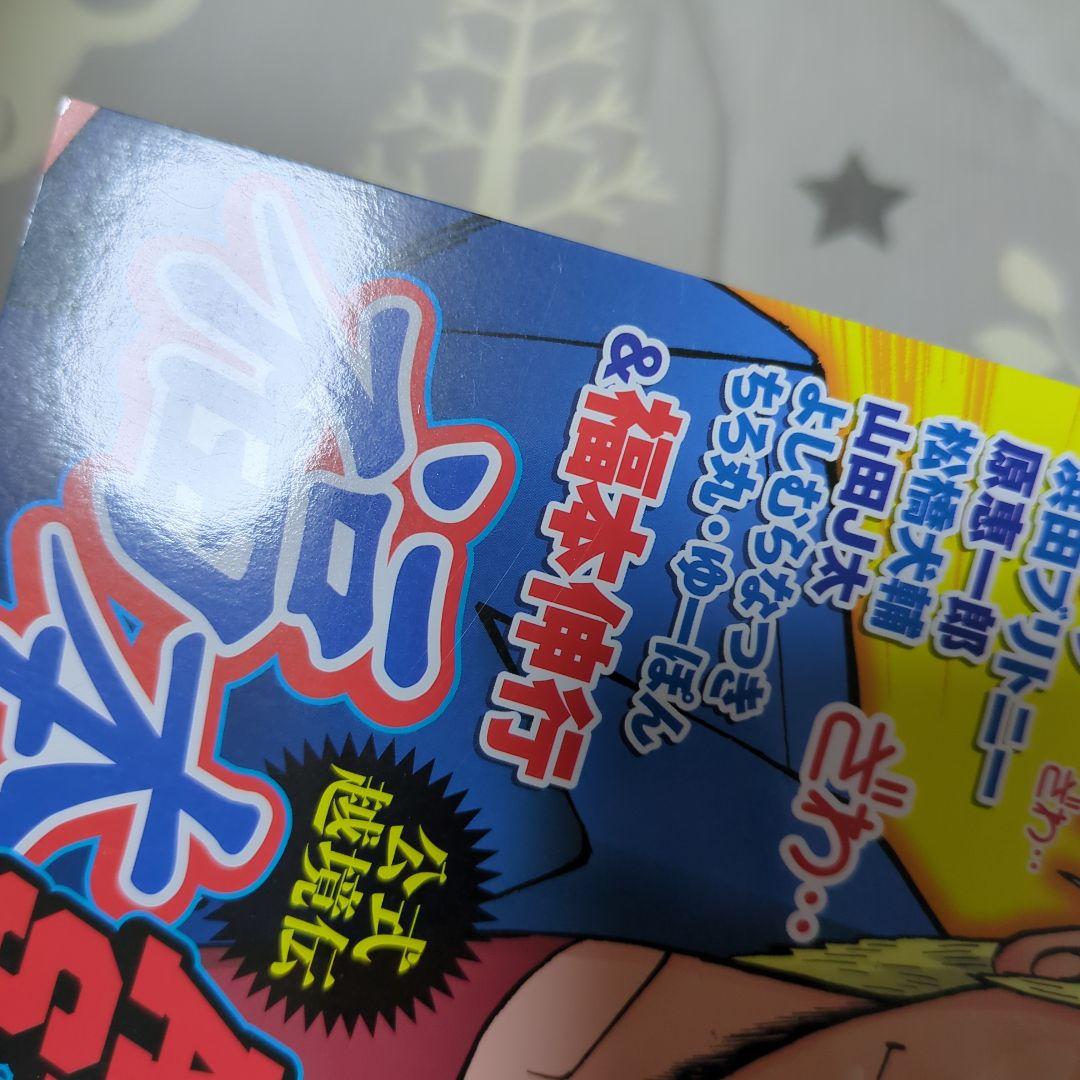 浜田ブリトニー
原恵一郎
松橋犬輔
山田J太
よしむらなつき
ちろ丸・ゆーぽん
&福本伸行
ざわ‥
ざわ‥
公式
越境伝